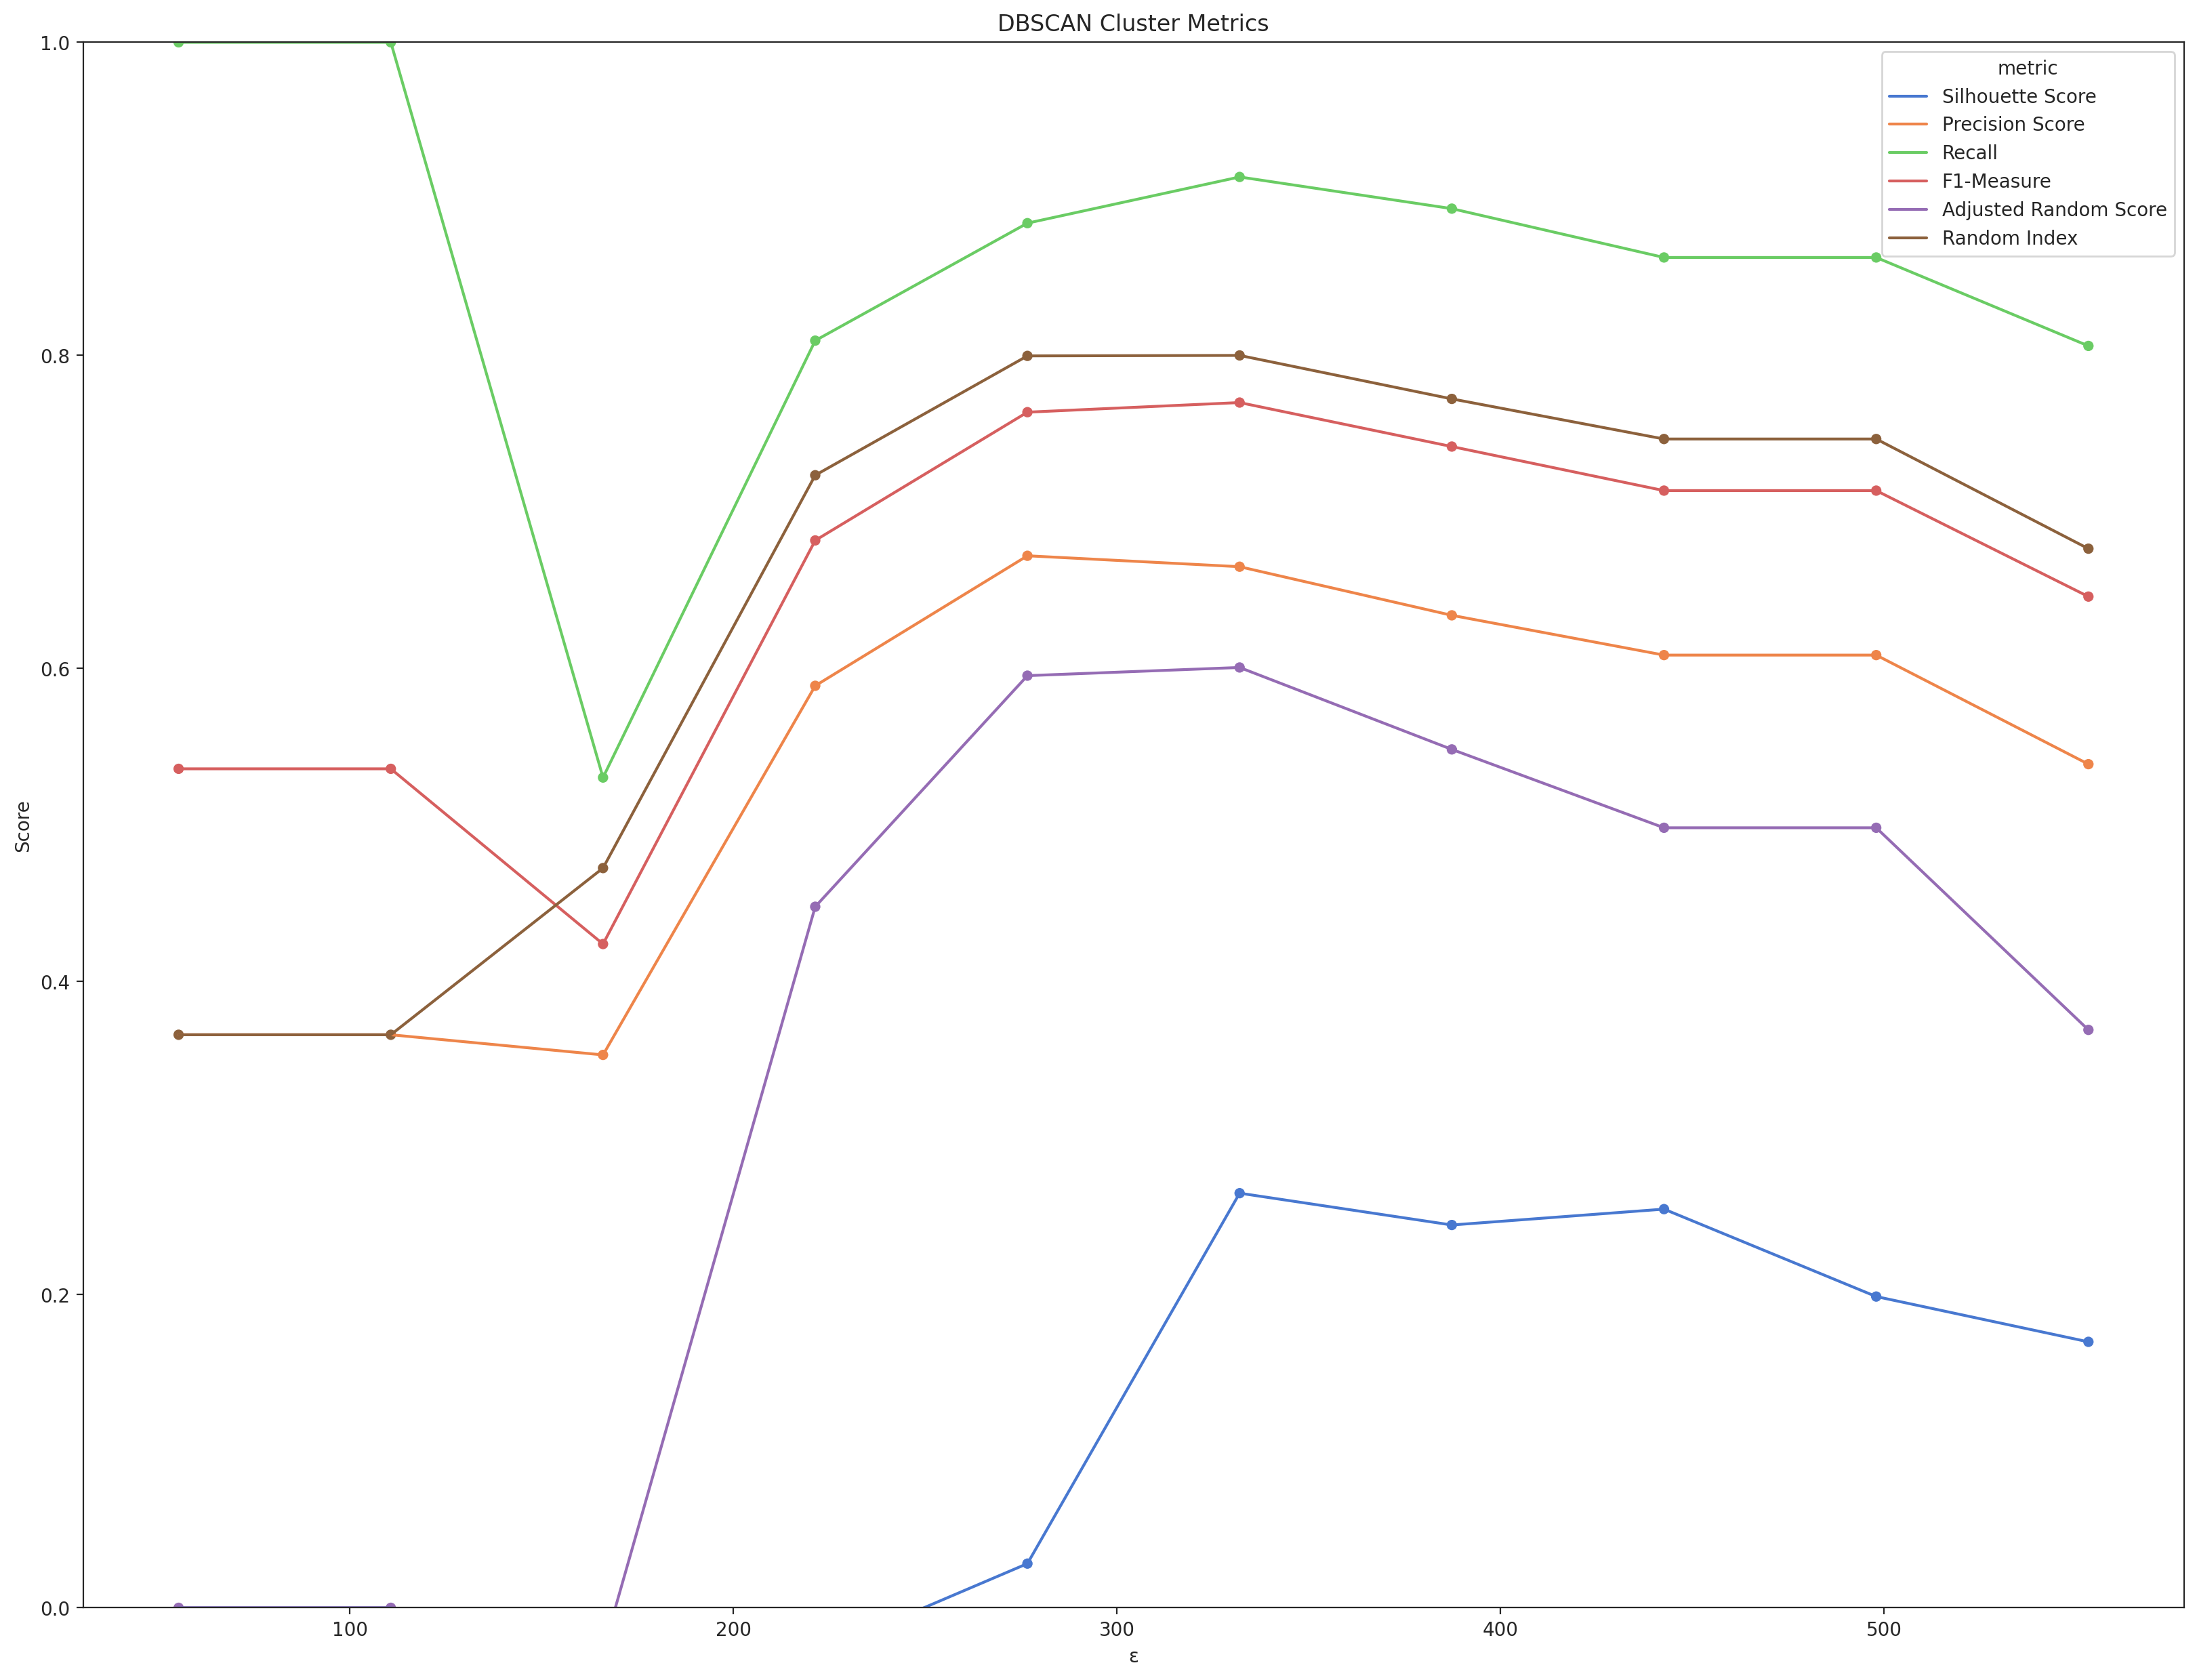 DBSCAN Cluster Metrics
1.0
0.8
0.6
0.4
0.2
0.0
Score
100
200
300
400
500
ε
metric
Silhouette Score
Precision Score
Recall
F1-Measure
Adjusted Random Score
Random Index